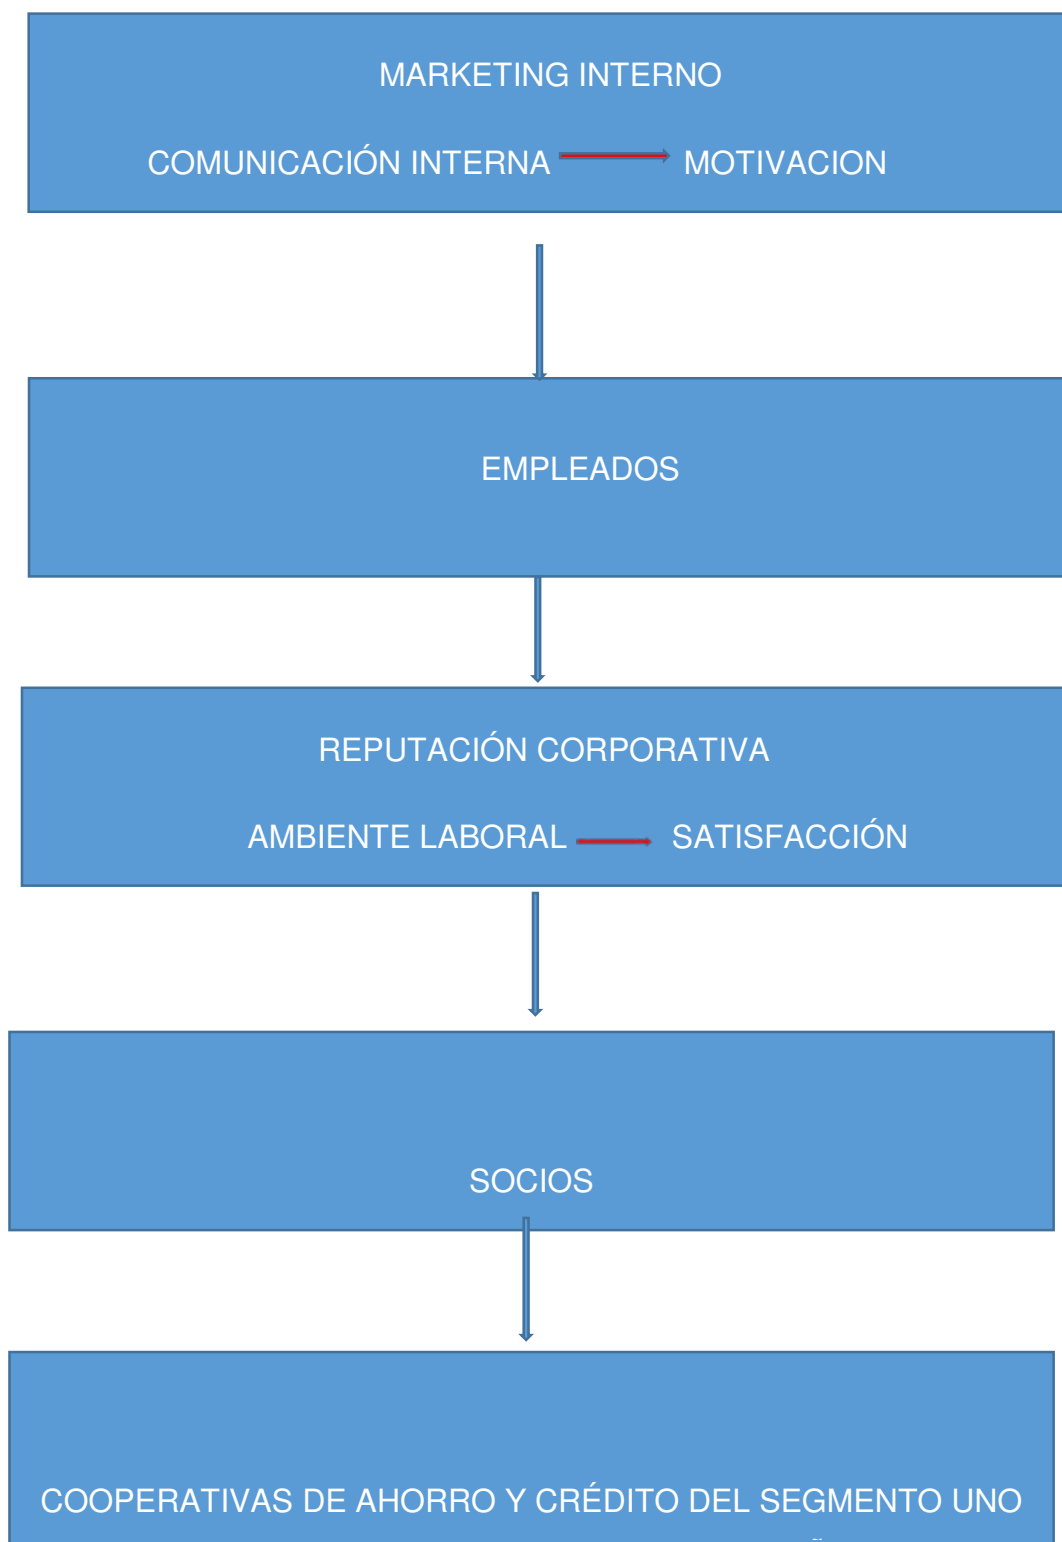 MARKETING INTERNO
COMUNICACIÓN INTERNA MOTIVACION
EMPLEADOS
REPUTACIÓN CORPORATIVA
AMBIENTE LABORAL SATISFACCIÓN
SOCIOS
COOPERATIVAS DE AHORRO Y CRÉDITO DEL SEGMENTO UNO